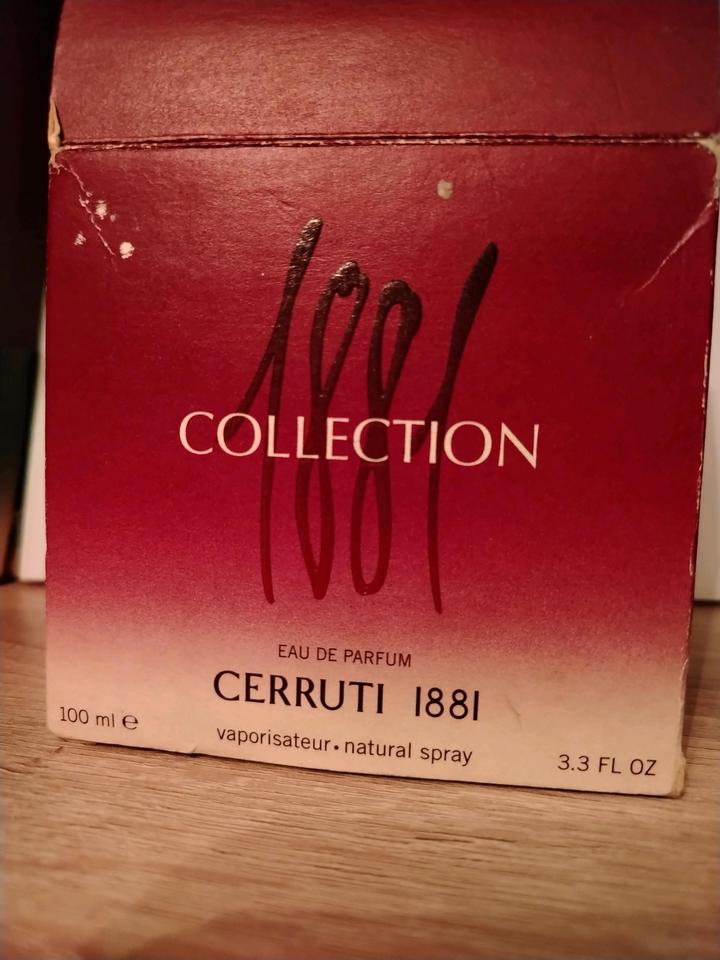 1881
COLLECTION
EAU DE PARFUM
CERRUTI 1881
100 ml ℮
vaporisateur • natural spray
3.3 FL OZ